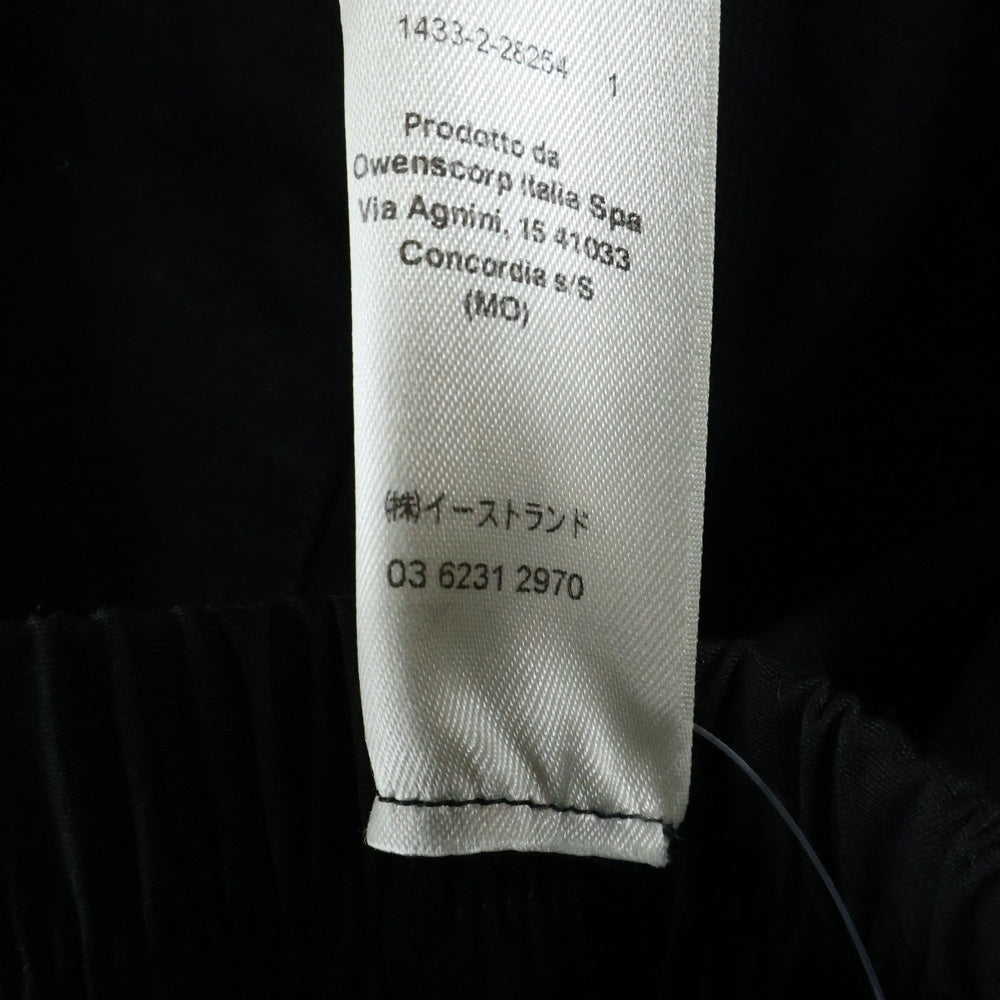 1433-2-28254 1
Prodotto da
Owenscorp Italia Spa
Via Agnini, 15 41033
Concordia s/S
(MO)
(株)イーストランド
03 6231 2970